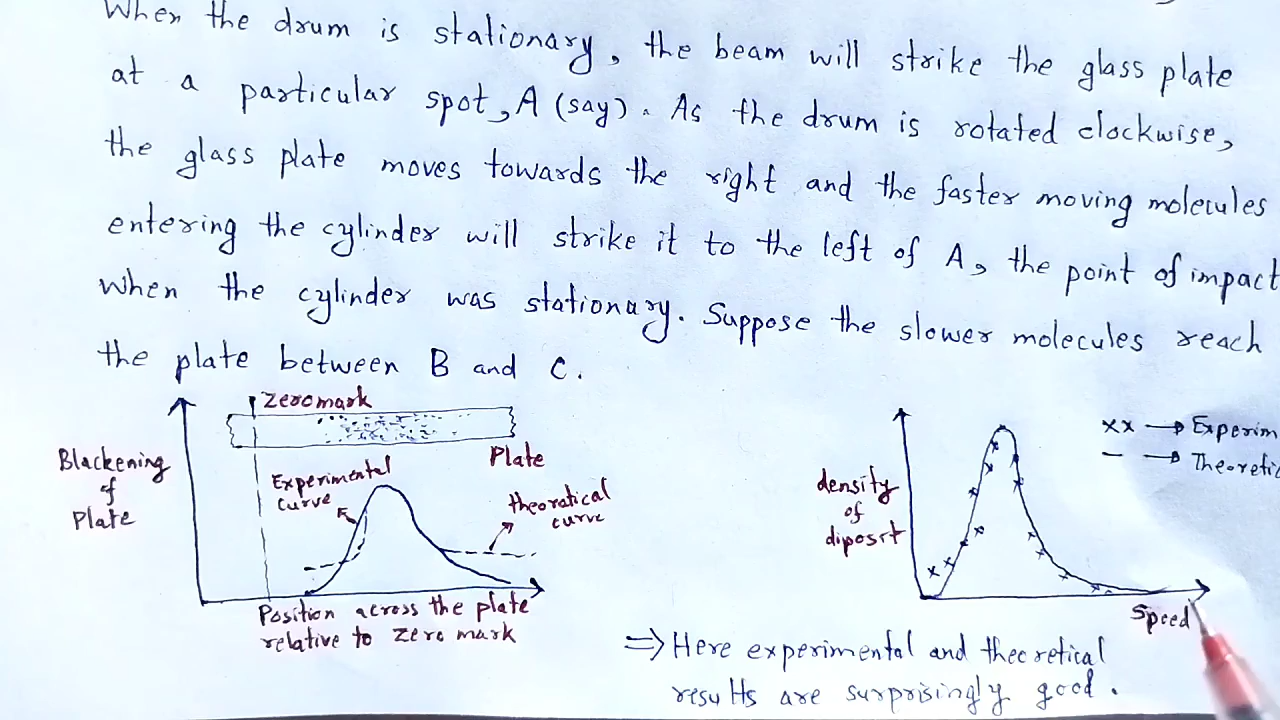 When the drum is stationary, the beam will strike the glass plate
at a particular spot, A (say). As the drum is rotated clockwise,
the glass plate moves towards the right and the faster moving molecules
entering the cylinder will strike it to the left of A, the point of impact
when the cylinder was stationary. Suppose the slower molecules reach
the plate between B and C.
Zero mark
Plate
Blackening
of
Plate
Experimental
curve
theoratical
curve
Position across the plate
relative to zero mark
density
of
diposit
xx → Experim
– → Theoretic
Speed
⇒ Here experimental and theoretical
results are surprisingly good.